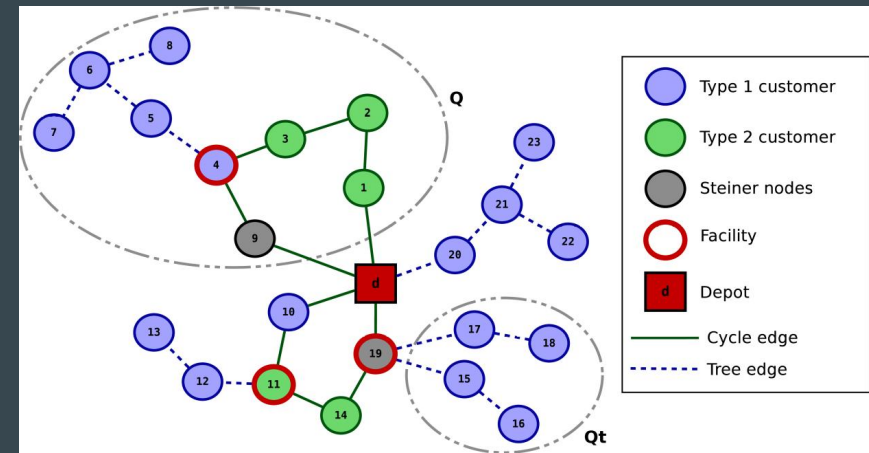 8
6
Q
2
5
7
3
23
4
1
21
9
20
22
d
10
13
17
19
18
12
11
15
14
16
Qt
Type 1 customer
Type 2 customer
Steiner nodes
Facility
d Depot
Cycle edge
Tree edge